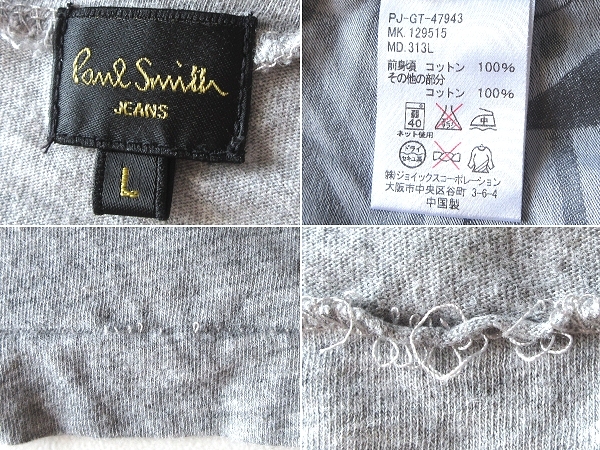 Paul Smith
JEANS
L
PJ-GT-47943
MK.129515
MD.313L
前身頃 コットン 100%
その他の部分
コットン 100%
弱
40
中
ネット使用
ドライ
セキユ系
㈱ジョイックスコーポレーション
大阪市中央区谷町 3-6-4
中国製